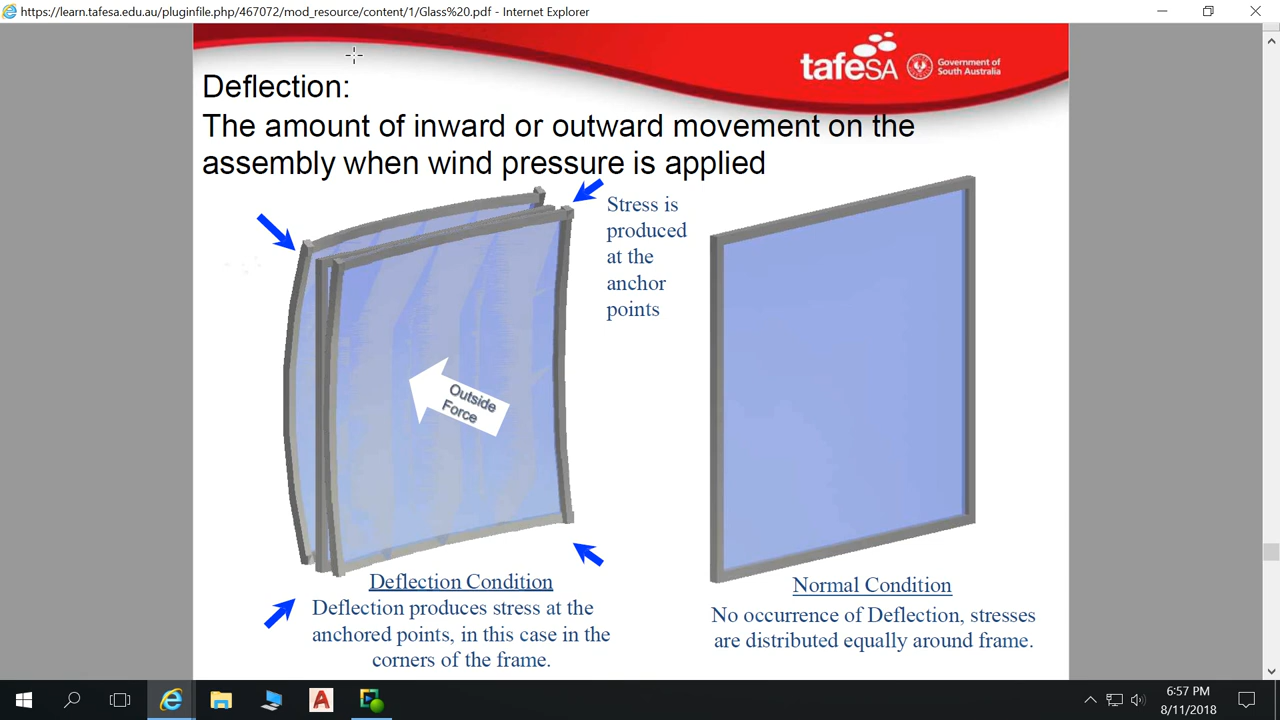 https://learn.tafesa.edu.au/pluginfile.php/467072/mod_resource/content/1/Glass%20.pdf - Internet Explorer
tafeSA
Government of
South Australia
Deflection:
The amount of inward or outward movement on the
assembly when wind pressure is applied
Stress is
produced
at the
anchor
points
Outside
Force
Deflection Condition
Deflection produces stress at the
anchored points, in this case in the
corners of the frame.
Normal Condition
No occurrence of Deflection, stresses
are distributed equally around frame.
6:57 PM
8/11/2018